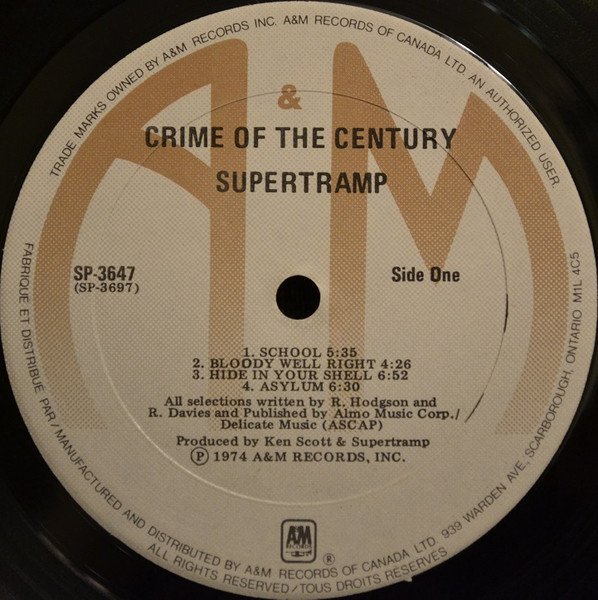 TRADE MARKS OWNED BY A&M RECORDS INC. A&M RECORDS OF CANADA LTD. AN AUTHORIZED USER.
&
CRIME OF THE CENTURY
SUPERTRAMP
SP-3647
(SP-3697)
Side One
1. SCHOOL 5:35
2. BLOODY WELL RIGHT 4:26
3. HIDE IN YOUR SHELL 6:52
4. ASYLUM 6:30
All selections written by R. Hodgson and
R. Davies and Published by Almo Music Corp./
Delicate Music (ASCAP)
Produced by Ken Scott & Supertramp
Ⓟ 1974 A&M RECORDS, INC.
A&M
RECORDS
®
FABRIQUE ET DISTRIBUÉ PAR/MANUFACTURED AND DISTRIBUTED BY A&M RECORDS OF CANADA LTD. 939 WARDEN AVE, SCARBOROUGH, ONTARIO M1L 4C5
ALL RIGHTS RESERVED/TOUS DROITS RESERVES